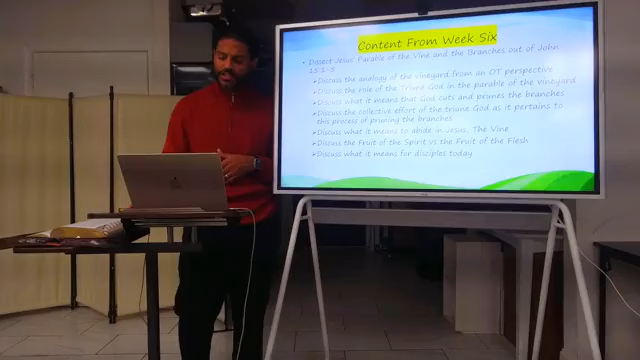 Content From Week Six
• Dissect Jesus' Parable of the Vine and the Branches out of John
15:1-5
➢Discuss the analogy of the vineyard from an OT perspective
➢Discuss the role of the Triune God in the parable of the Vineyard
➢Discuss what it means that God cuts and prunes the branches
➢Discuss the collective effort of the triune God as it pertains to
this process of pruning the branches
➢Discuss what it means to abide in Jesus, The Vine
➢Discuss the Fruit of the Spirit vs the Fruit of the Flesh
➢Discuss what it means for disciples today